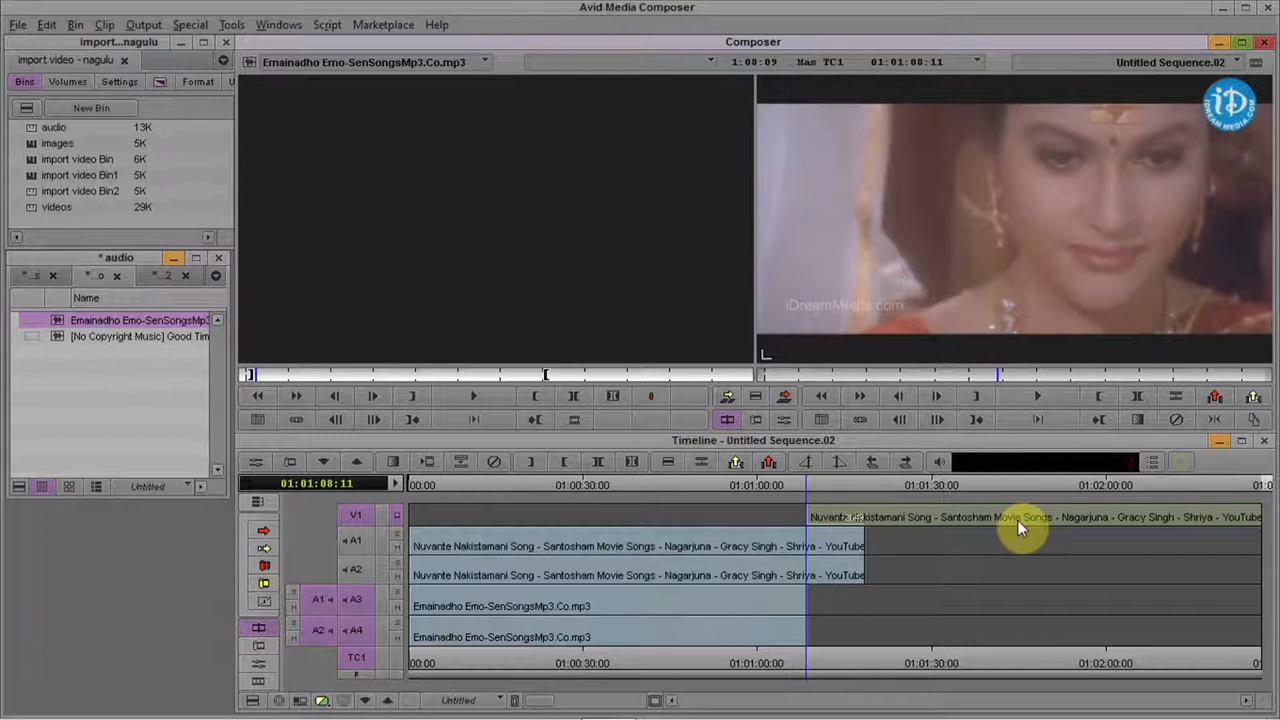 Avid Media Composer
File Edit Bin Clip Output Special Tools Windows Script Marketplace Help
import...nagulu
Composer
import video - nagulu
Emainadho Emo-SenSongsMp3.Co.mp3
1:08:09 Mas TC1 01:01:08:11
Untitled Sequence.02
Bins Volumes Settings Format U
New Bin
audio 13K
images 5K
import video Bin 6K
import video Bin1 5K
import video Bin2 5K
videos 29K
iD
iDREAM MEDIA.COM
* audio
*...s *...o *...2
Name
Emainadho Emo-SenSongsMp3
[No Copyright Music] Good Tim
iDreamMedia.com
Timeline - Untitled Sequence.02
Untitled
01:01:08:11
00:00 01:00:30:00 01:01:00:00 01:01:30:00 01:02:00:00 01:0
V1
Nuvante Nakistamani Song - Santosham Movie Songs - Nagarjuna - Gracy Singh - Shriya - YouTube
A1
Nuvante Nakistamani Song - Santosham Movie Songs - Nagarjuna - Gracy Singh - Shriya - YouTube
A2
Nuvante Nakistamani Song - Santosham Movie Songs - Nagarjuna - Gracy Singh - Shriya - YouTube
A1 A3 S M
Emainadho Emo-SenSongsMp3.Co.mp3
A2 A4 S M
Emainadho Emo-SenSongsMp3.Co.mp3
TC1
00:00 01:00:30:00 01:01:00:00 01:01:30:00 01:02:00:00
Untitled